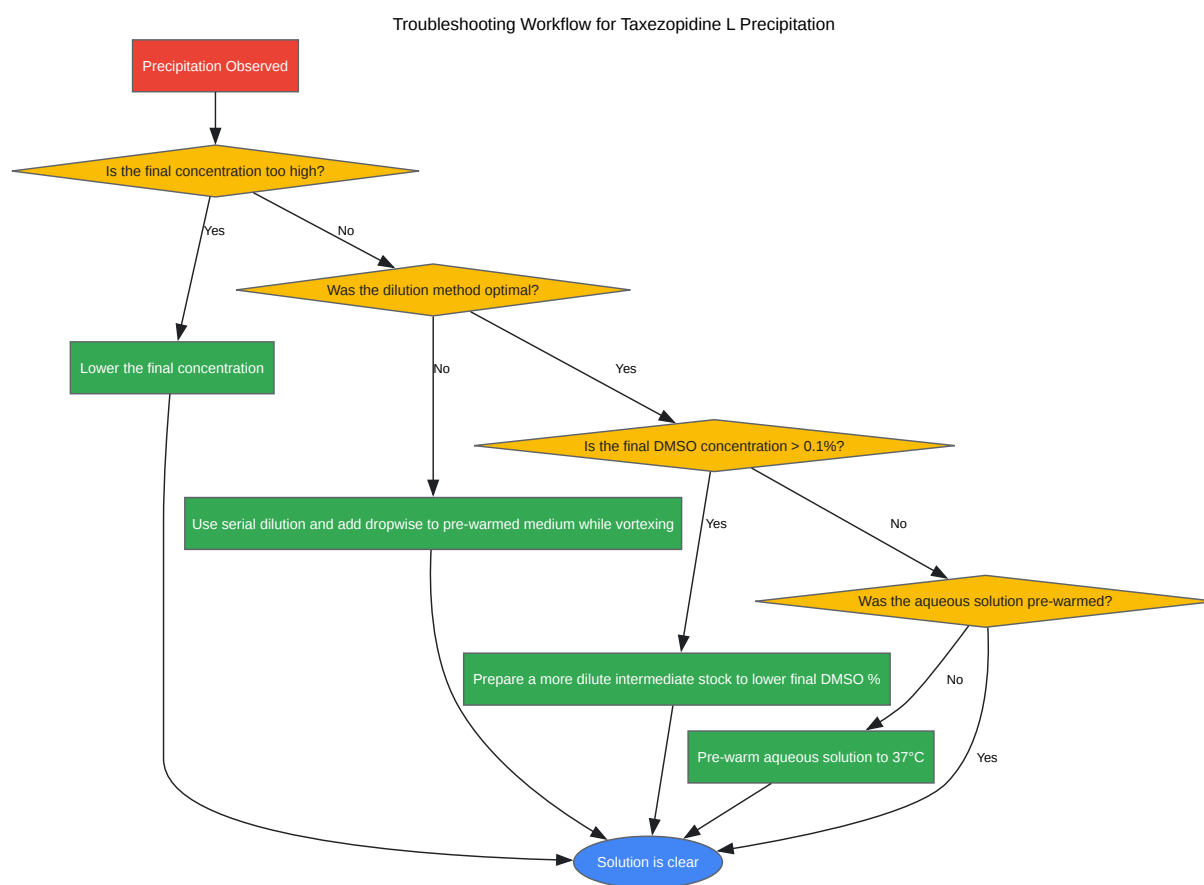 Troubleshooting Workflow for Taxezopidine L Precipitation
Precipitation Observed
Is the final concentration too high?
Yes
No
Was the dilution method optimal?
Lower the final concentration
No
Yes
Is the final DMSO concentration > 0.1%?
Use serial dilution and add dropwise to pre-warmed medium while vortexing
Yes
No
Was the aqueous solution pre-warmed?
Prepare a more dilute intermediate stock to lower final DMSO %
No
Pre-warm aqueous solution to 37°C
Yes
Solution is clear